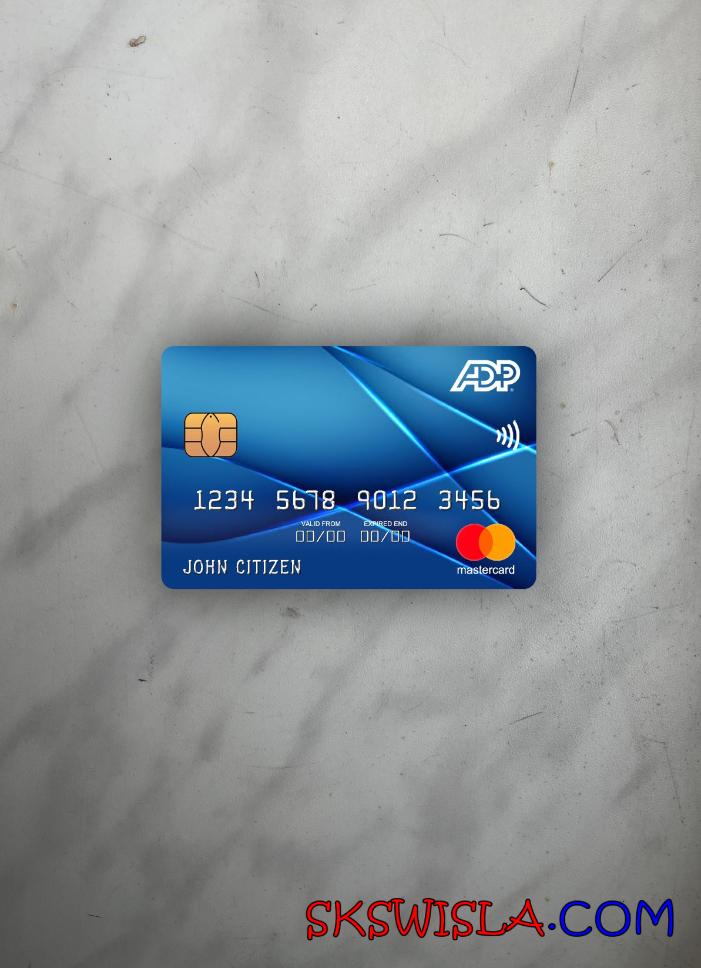 ADP
1234 5678 9012 3456
VALID FROM EXPIRED END
00/00 00/00
JOHN CITIZEN
mastercard
SKSWISLA.COM